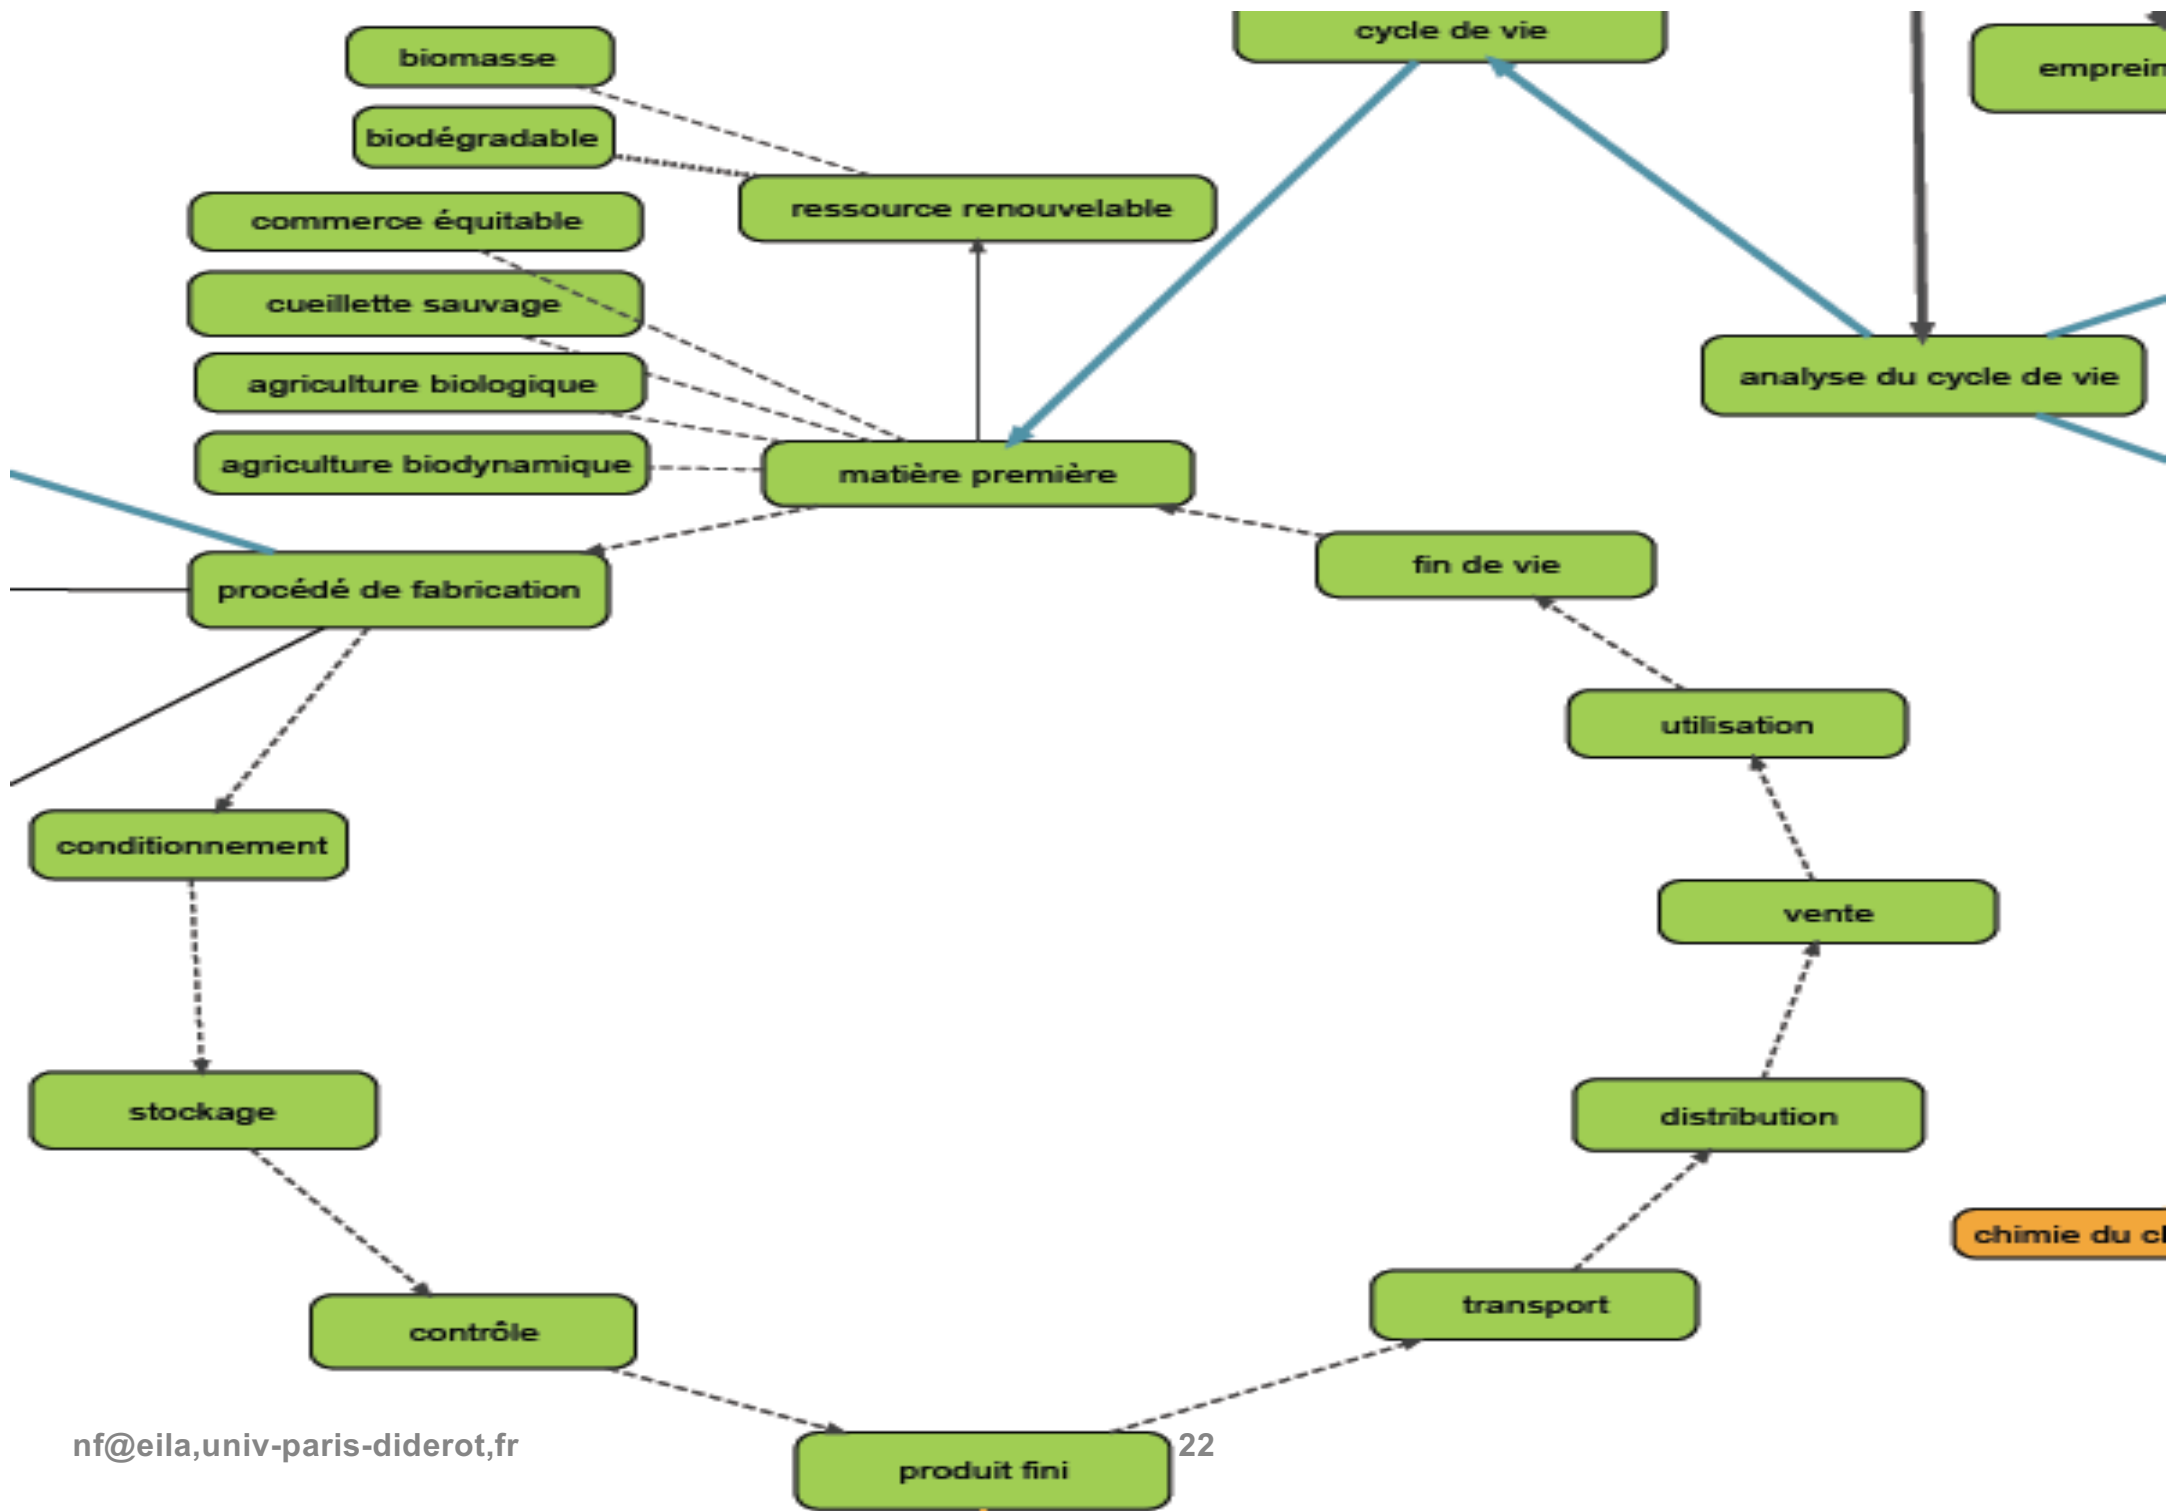 cycle de vie
biomasse
biodégradable
ressource renouvelable
commerce équitable
cueillette sauvage
agriculture biologique
analyse du cycle de vie
agriculture biodynamique
matière première
procédé de fabrication
fin de vie
utilisation
conditionnement
vente
stockage
distribution
chimie du
transport
contrôle
nf@eila,univ-paris-diderot,fr
22
produit fini